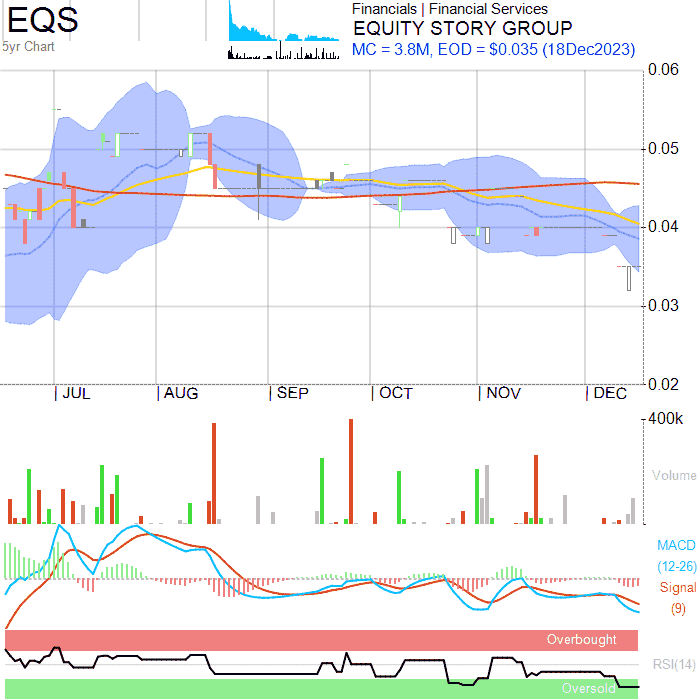 EQS
5yr Chart
Financials | Financial Services
EQUITY STORY GROUP
MC = 3.8M, EOD = $0.035 (18Dec2023)
0.06
0.05
0.04
0.03
0.02
| JUL | AUG | SEP | OCT | NOV | DEC
400k
Volume
MACD
(12-26)
Signal
(9)
Overbought
RSI(14)
Oversold